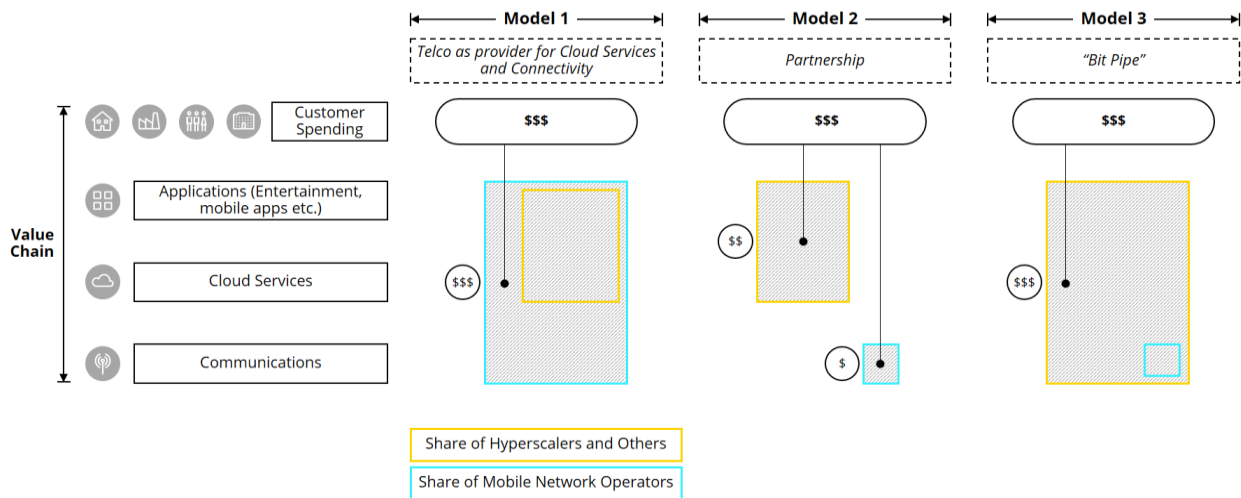 Model 1
Model 2
Model 3
Telco as provider for Cloud Services
and Connectivity
Partnership
“Bit Pipe”
Customer
Spending
$$$
$$$
$$$
Applications (Entertainment,
mobile apps etc.)
Value
Chain
$$
Cloud Services
$$$
$$$
Communications
$
Share of Hyperscalers and Others
Share of Mobile Network Operators